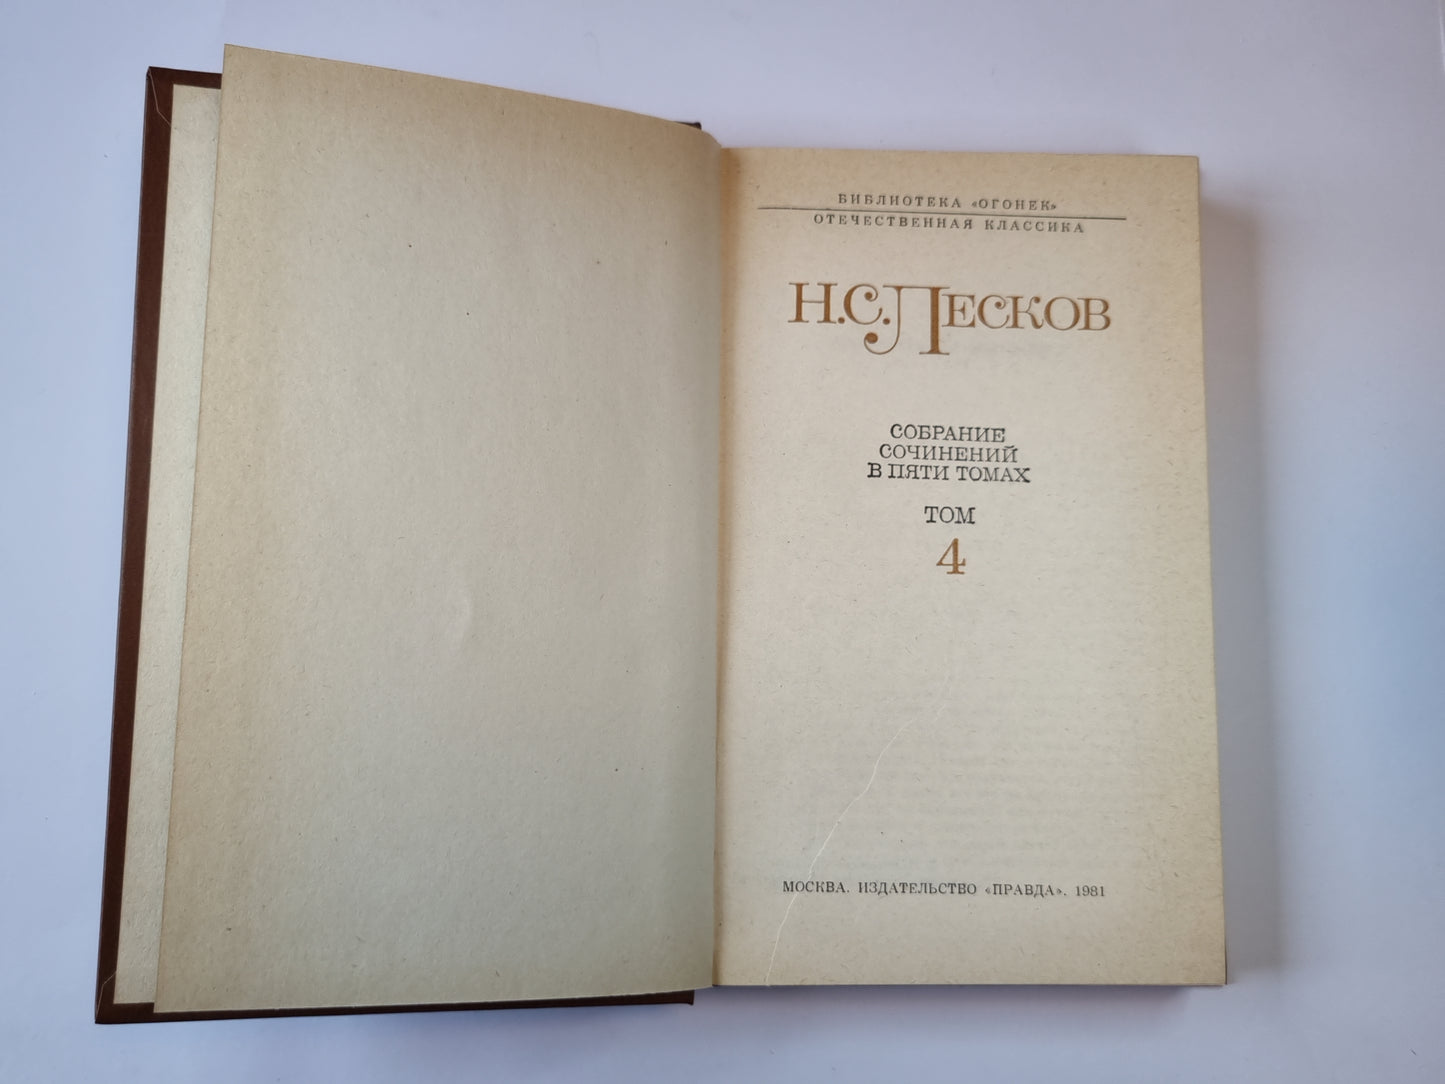 БИБЛИОТЕКА «ОГОНЕК»
ОТЕЧЕСТВЕННАЯ КЛАССИКА
Н.С.ЛЕСКОВ
СОБРАНИЕ
СОЧИНЕНИЙ
В ПЯТИ ТОМАХ
ТОМ
4
МОСКВА. ИЗДАТЕЛЬСТВО «ПРАВДА». 1981